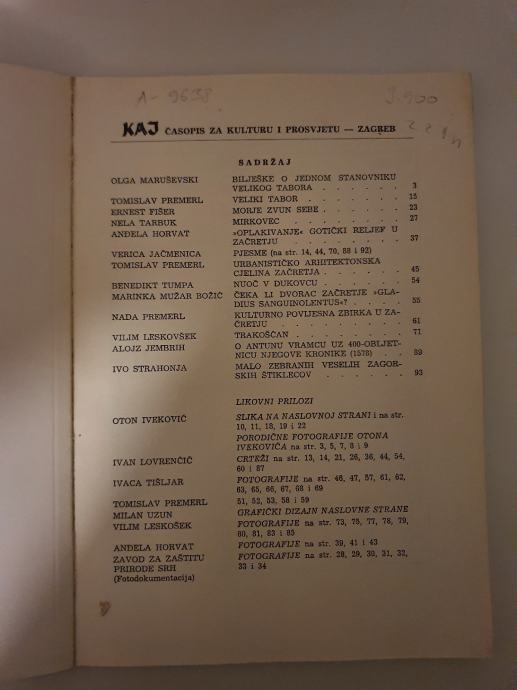 A - 9638
KAJ ČASOPIS ZA KULTURU I PROSVJETU — ZAGREB
SADRŽAJ
OLGA MARUŠEVSKI BILJEŠKE O JEDNOM STANOVNIKU
VELIKOG TABORA . . . . . . 3
TOMISLAV PREMERL VELIKI TABOR . . . . . . . 15
ERNEST FIŠER MORJE ZVUN SEBE . . . . . . 23
NELA TARBUK MIRKOVEC . . . . . . . . 27
ANĐELA HORVAT »OPLAKIVANJE« GOTIČKI RELJEF U
ZAČRETJU . . . . . . . . 37
VERICA JAČMENICA PJESME (na str. 14, 44, 70, 88 i 92)
TOMISLAV PREMERL URBANISTIČKO ARHITEKTONSKA
CJELINA ZAČRETJA . . . . . . 45
BENEDIKT TUMPA NUOČ V DUKOVCU . . . . . . 54
MARINKA MUŽAR BOŽIĆ ČEKA LI DVORAC ZAČRETJE »GLA-
DIUS SANGUINOLENTUS«? . . . . 55
NADA PREMERL KULTURNO POVIJESNA ZBIRKA U ZA-
ČRETJU . . . . . . . . 61
VILIM LESKOVŠEK TRAKOŠČAN . . . . . . . 71
ALOJZ JEMBRIH O ANTUNU VRAMCU UZ 400-OBLJET-
NICU NJEGOVE KRONIKE (1578) . . 89
IVO STRAHONJA MALO ZEBRANIH VESELIH ZAGOR-
SKIH ŠTIKLECOV . . . . . . 93
LIKOVNI PRILOZI
OTON IVEKOVIĆ SLIKA NA NASLOVNOJ STRANI i na str.
10, 11, 18, 19 i 22
PORODIČNE FOTOGRAFIJE OTONA
IVEKOVIĆA na str. 3, 5, 7, 8 i 9
IVAN LOVRENČIĆ CRTEŽI na str. 13, 14, 21, 26, 36, 44, 54,
60 i 87
IVACA TIŠLJAR FOTOGRAFIJE na str. 46, 47, 57, 61, 62,
63, 65, 66, 67, 68 i 69
TOMISLAV PREMERL 51, 52, 53, 58 i 59
MILAN UZUN GRAFIČKI DIZAJN NASLOVNE STRANE
VILIM LESKOŠEK FOTOGRAFIJE na str. 73, 75, 77, 78, 79,
80, 81, 83 i 85
ANĐELA HORVAT FOTOGRAFIJE na str. 39, 41 i 43
ZAVOD ZA ZAŠTITU FOTOGRAFIJE na str. 28, 29, 30, 31, 32,
PRIRODE SRH 33 i 34
(Fotodokumentacija)